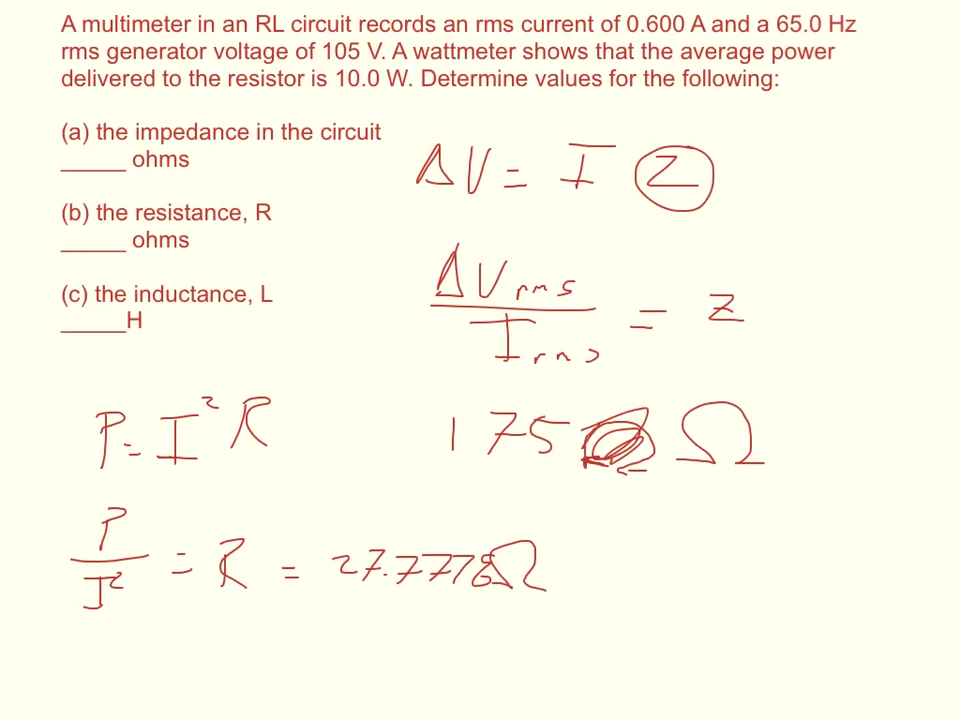 A multimeter in an RL circuit records an rms current of 0.600 A and a 65.0 Hz
rms generator voltage of 105 V. A wattmeter shows that the average power
delivered to the resistor is 10.0 W. Determine values for the following:
(a) the impedance in the circuit
_____ ohms
(b) the resistance, R
_____ ohms
(c) the inductance, L
_____H
ΔV = I Z
ΔVrms / Irms = Z
175 Ω
P = I² R
P / I² = R = 27.7778 Ω